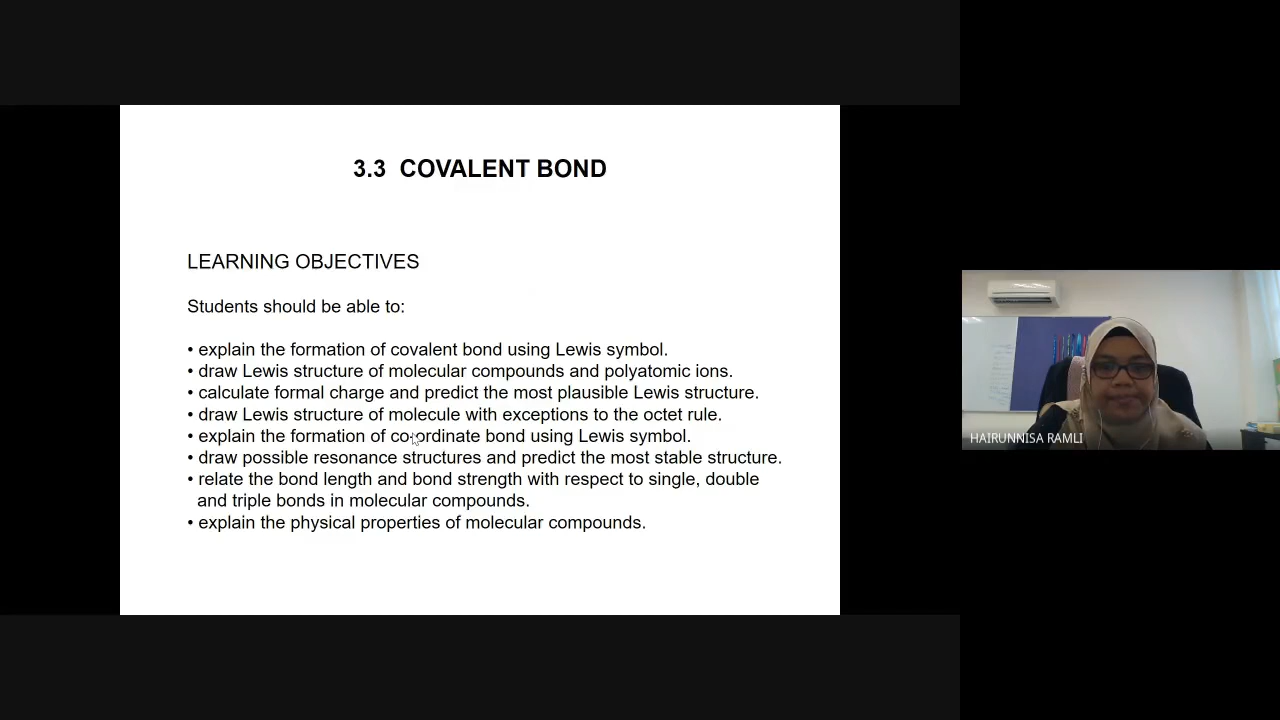 3.3 COVALENT BOND
LEARNING OBJECTIVES
Students should be able to:
• explain the formation of covalent bond using Lewis symbol.
• draw Lewis structure of molecular compounds and polyatomic ions.
• calculate formal charge and predict the most plausible Lewis structure.
• draw Lewis structure of molecule with exceptions to the octet rule.
• explain the formation of co-ordinate bond using Lewis symbol.
• draw possible resonance structures and predict the most stable structure.
• relate the bond length and bond strength with respect to single, double
and triple bonds in molecular compounds.
• explain the physical properties of molecular compounds.
HAIRUNNISA RAMLI